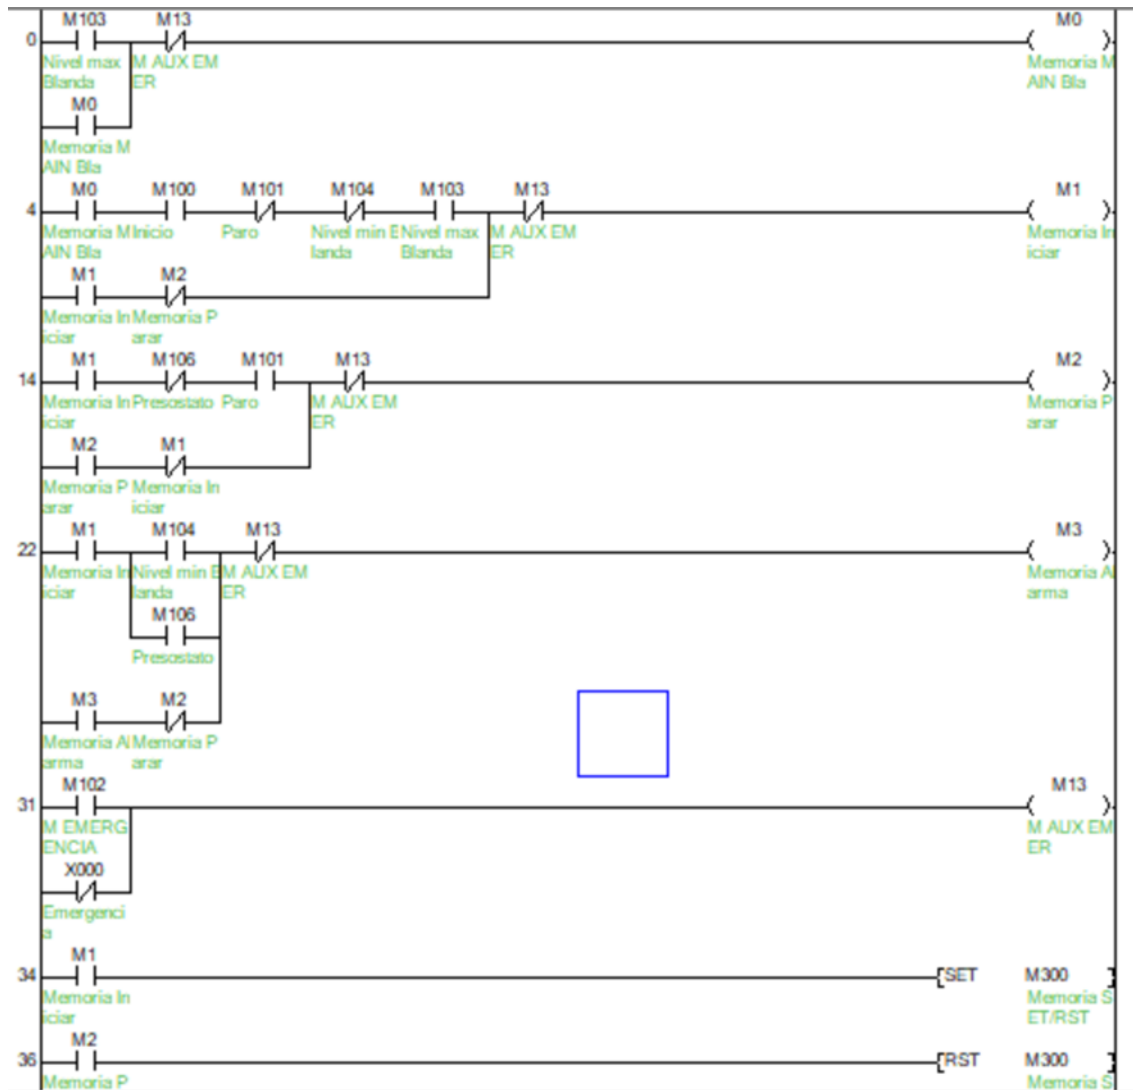 M103 M13 M0
0
Nivel max M AUX EM Memoria M
Blanda ER AIN Bla
M0
Memoria M
AIN Bla
M0 M100 M101 M104 M103 M13 M1
4
Memoria M Inicio Paro Nivel min B Nivel max M AUX EM Memoria In
AIN Bla landa Blanda ER iciar
M1 M2
Memoria In Memoria P
iciar arar
M1 M106 M101 M13 M2
14
Memoria In Presostato Paro M AUX EM Memoria P
iciar ER arar
M2 M1
Memoria P Memoria In
arar iciar
M1 M104 M13 M3
22
Memoria In Nivel min B M AUX EM Memoria Al
iciar landa ER arma
M106
Presostato
M3 M2
Memoria Al Memoria P
arma arar
M102 M13
31
M EMERG M AUX EM
ENCIA ER
X000
Emergenci
a
M1
34 SET M300
Memoria In Memoria S
iciar ET/RST
M2
36 RST M300
Memoria P Memoria S